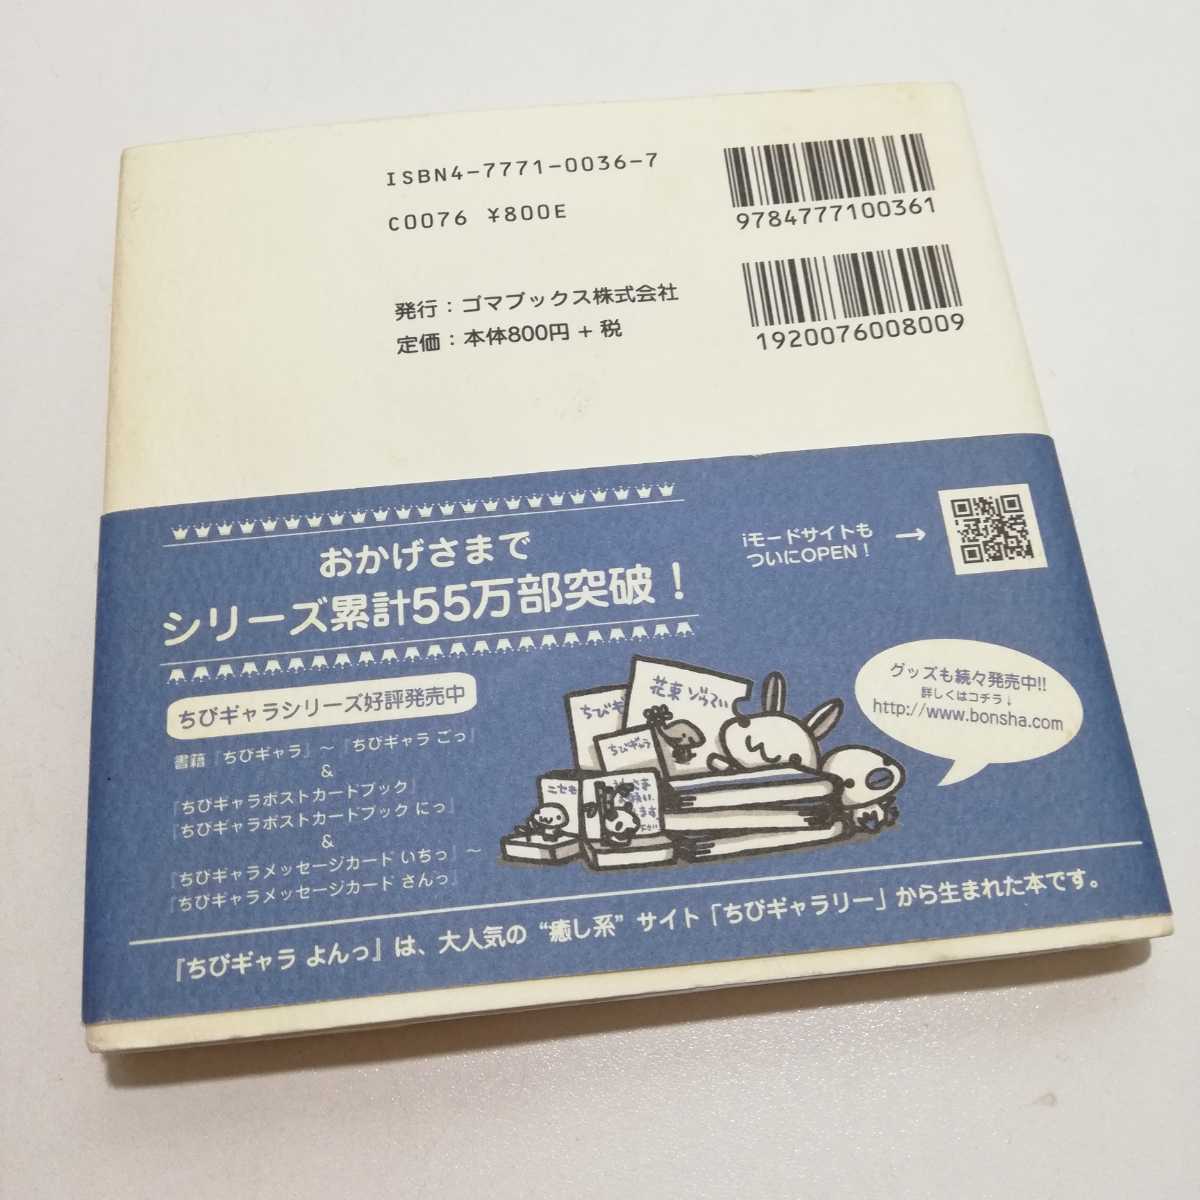 ISBN4-7771-0036-7
C0076 ¥800E
発行：ゴマブックス株式会社
定価：本体800円＋税
9784777100361
1920076008009
おかげさまで
シリーズ累計55万部突破！
iモードサイトも
ついにOPEN！
→
ちびギャラシリーズ好評発売中
書籍『ちびギャラ』～『ちびギャラ ごっ』
&
『ちびギャラポストカードブック』
『ちびギャラポストカードブック にっ』
&
『ちびギャラメッセージカード いちっ』～
『ちびギャラメッセージカード さんっ』
グッズも続々発売中!!
詳しくはコチラ↓
http://www.bonsha.com
花束
ちびギャラ
『ちびギャラ よんっ』は、大人気の“癒し系”サイト「ちびギャラリー」から生まれた本です。